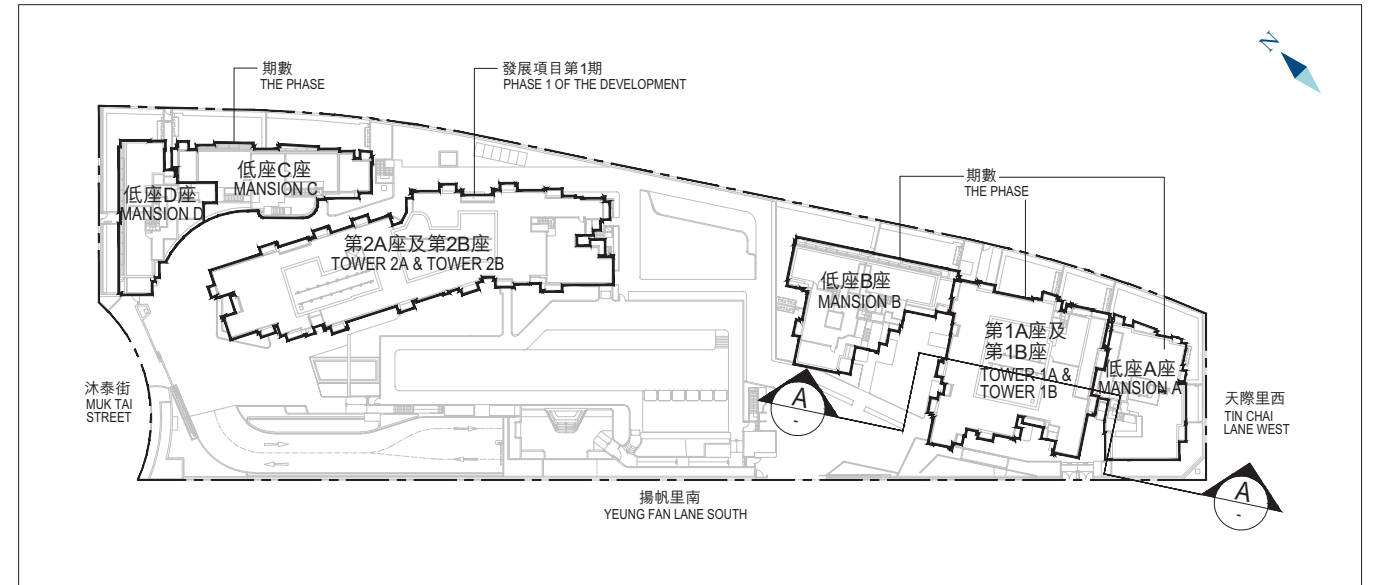 N
期數
THE PHASE
發展項目第1期
PHASE 1 OF THE DEVELOPMENT
低座C座
MANSION C
低座D座
MANSION D
期數
THE PHASE
第2A座及第2B座
TOWER 2A & TOWER 2B
低座B座
MANSION B
第1A座及
第1B座
TOWER 1A &
TOWER 1B
低座A座
MANSION A
沐泰街
MUK TAI
STREET
A
-
天際里西
TIN CHAI
LANE WEST
A
-
揚帆里南
YEUNG FAN LANE SOUTH